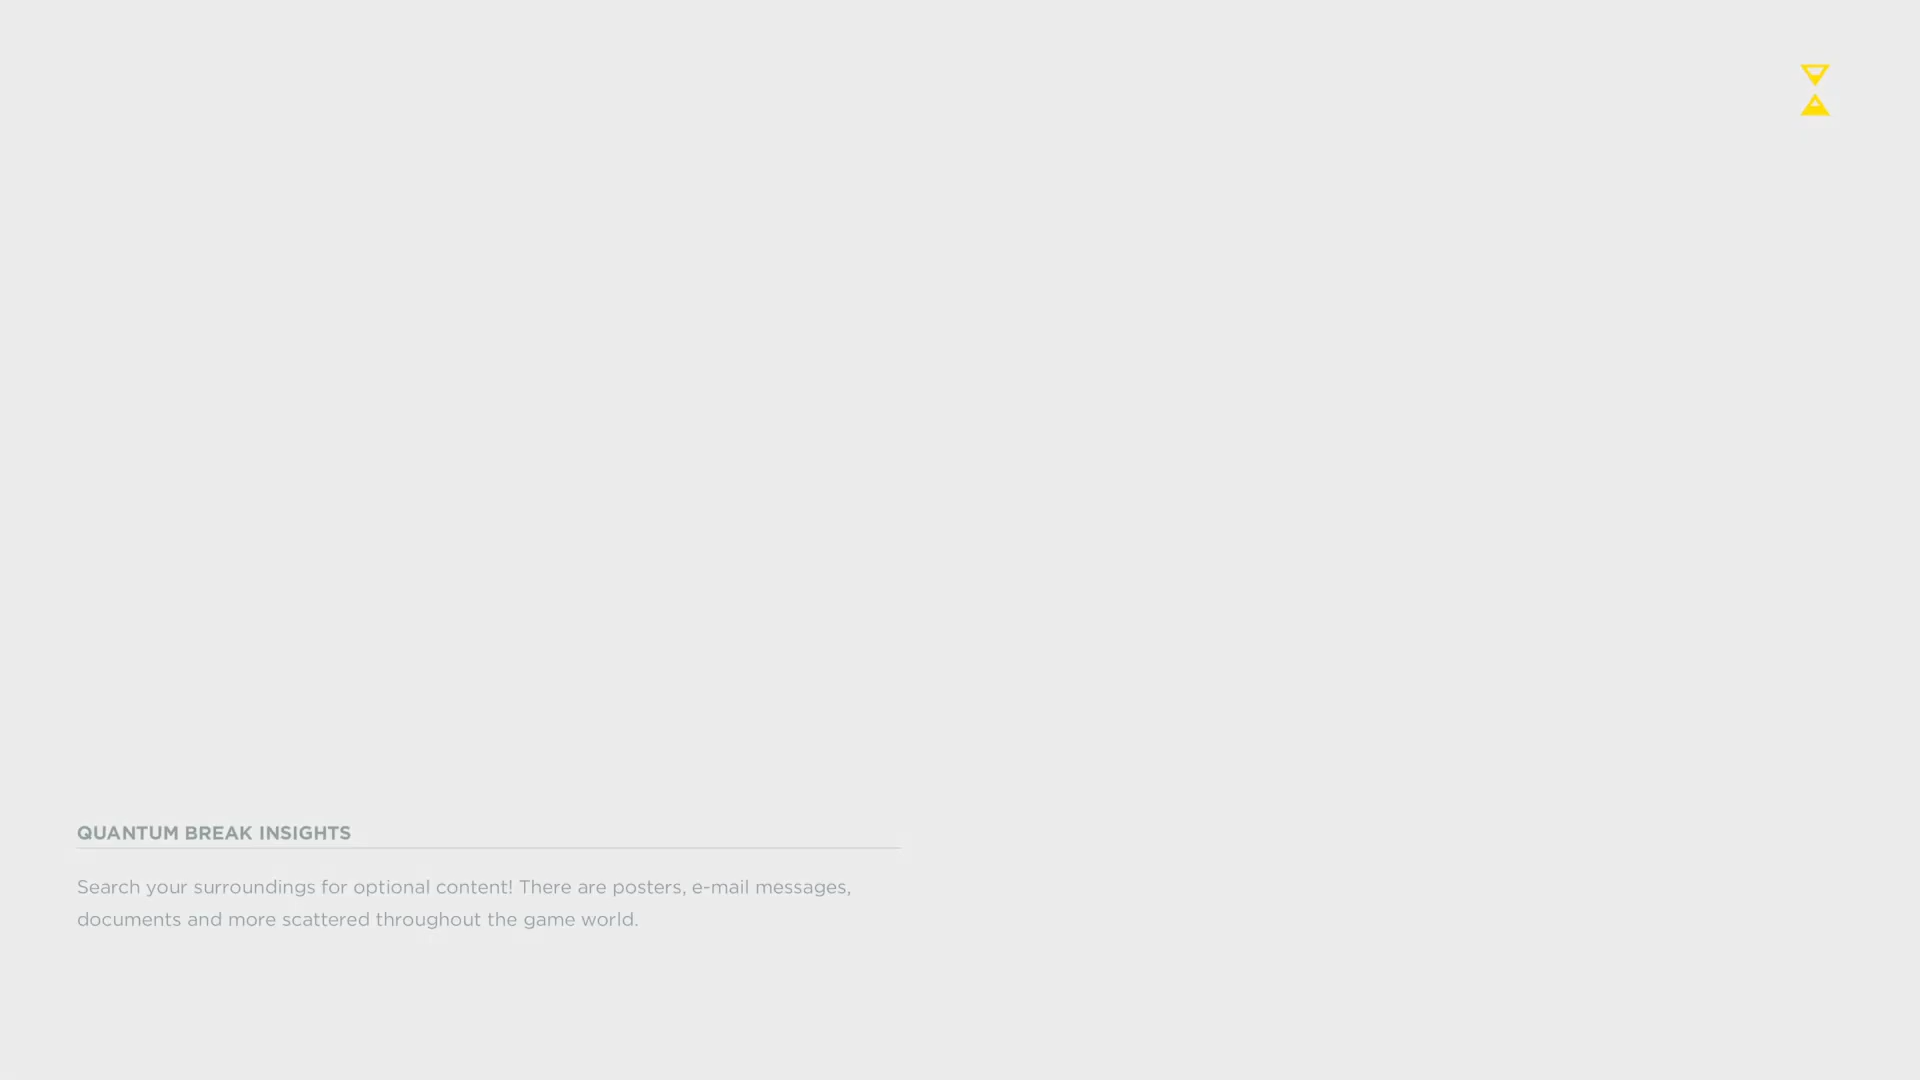 QUANTUM BREAK INSIGHTS
Search your surroundings for optional content! There are posters, e-mail messages,
documents and more scattered throughout the game world.